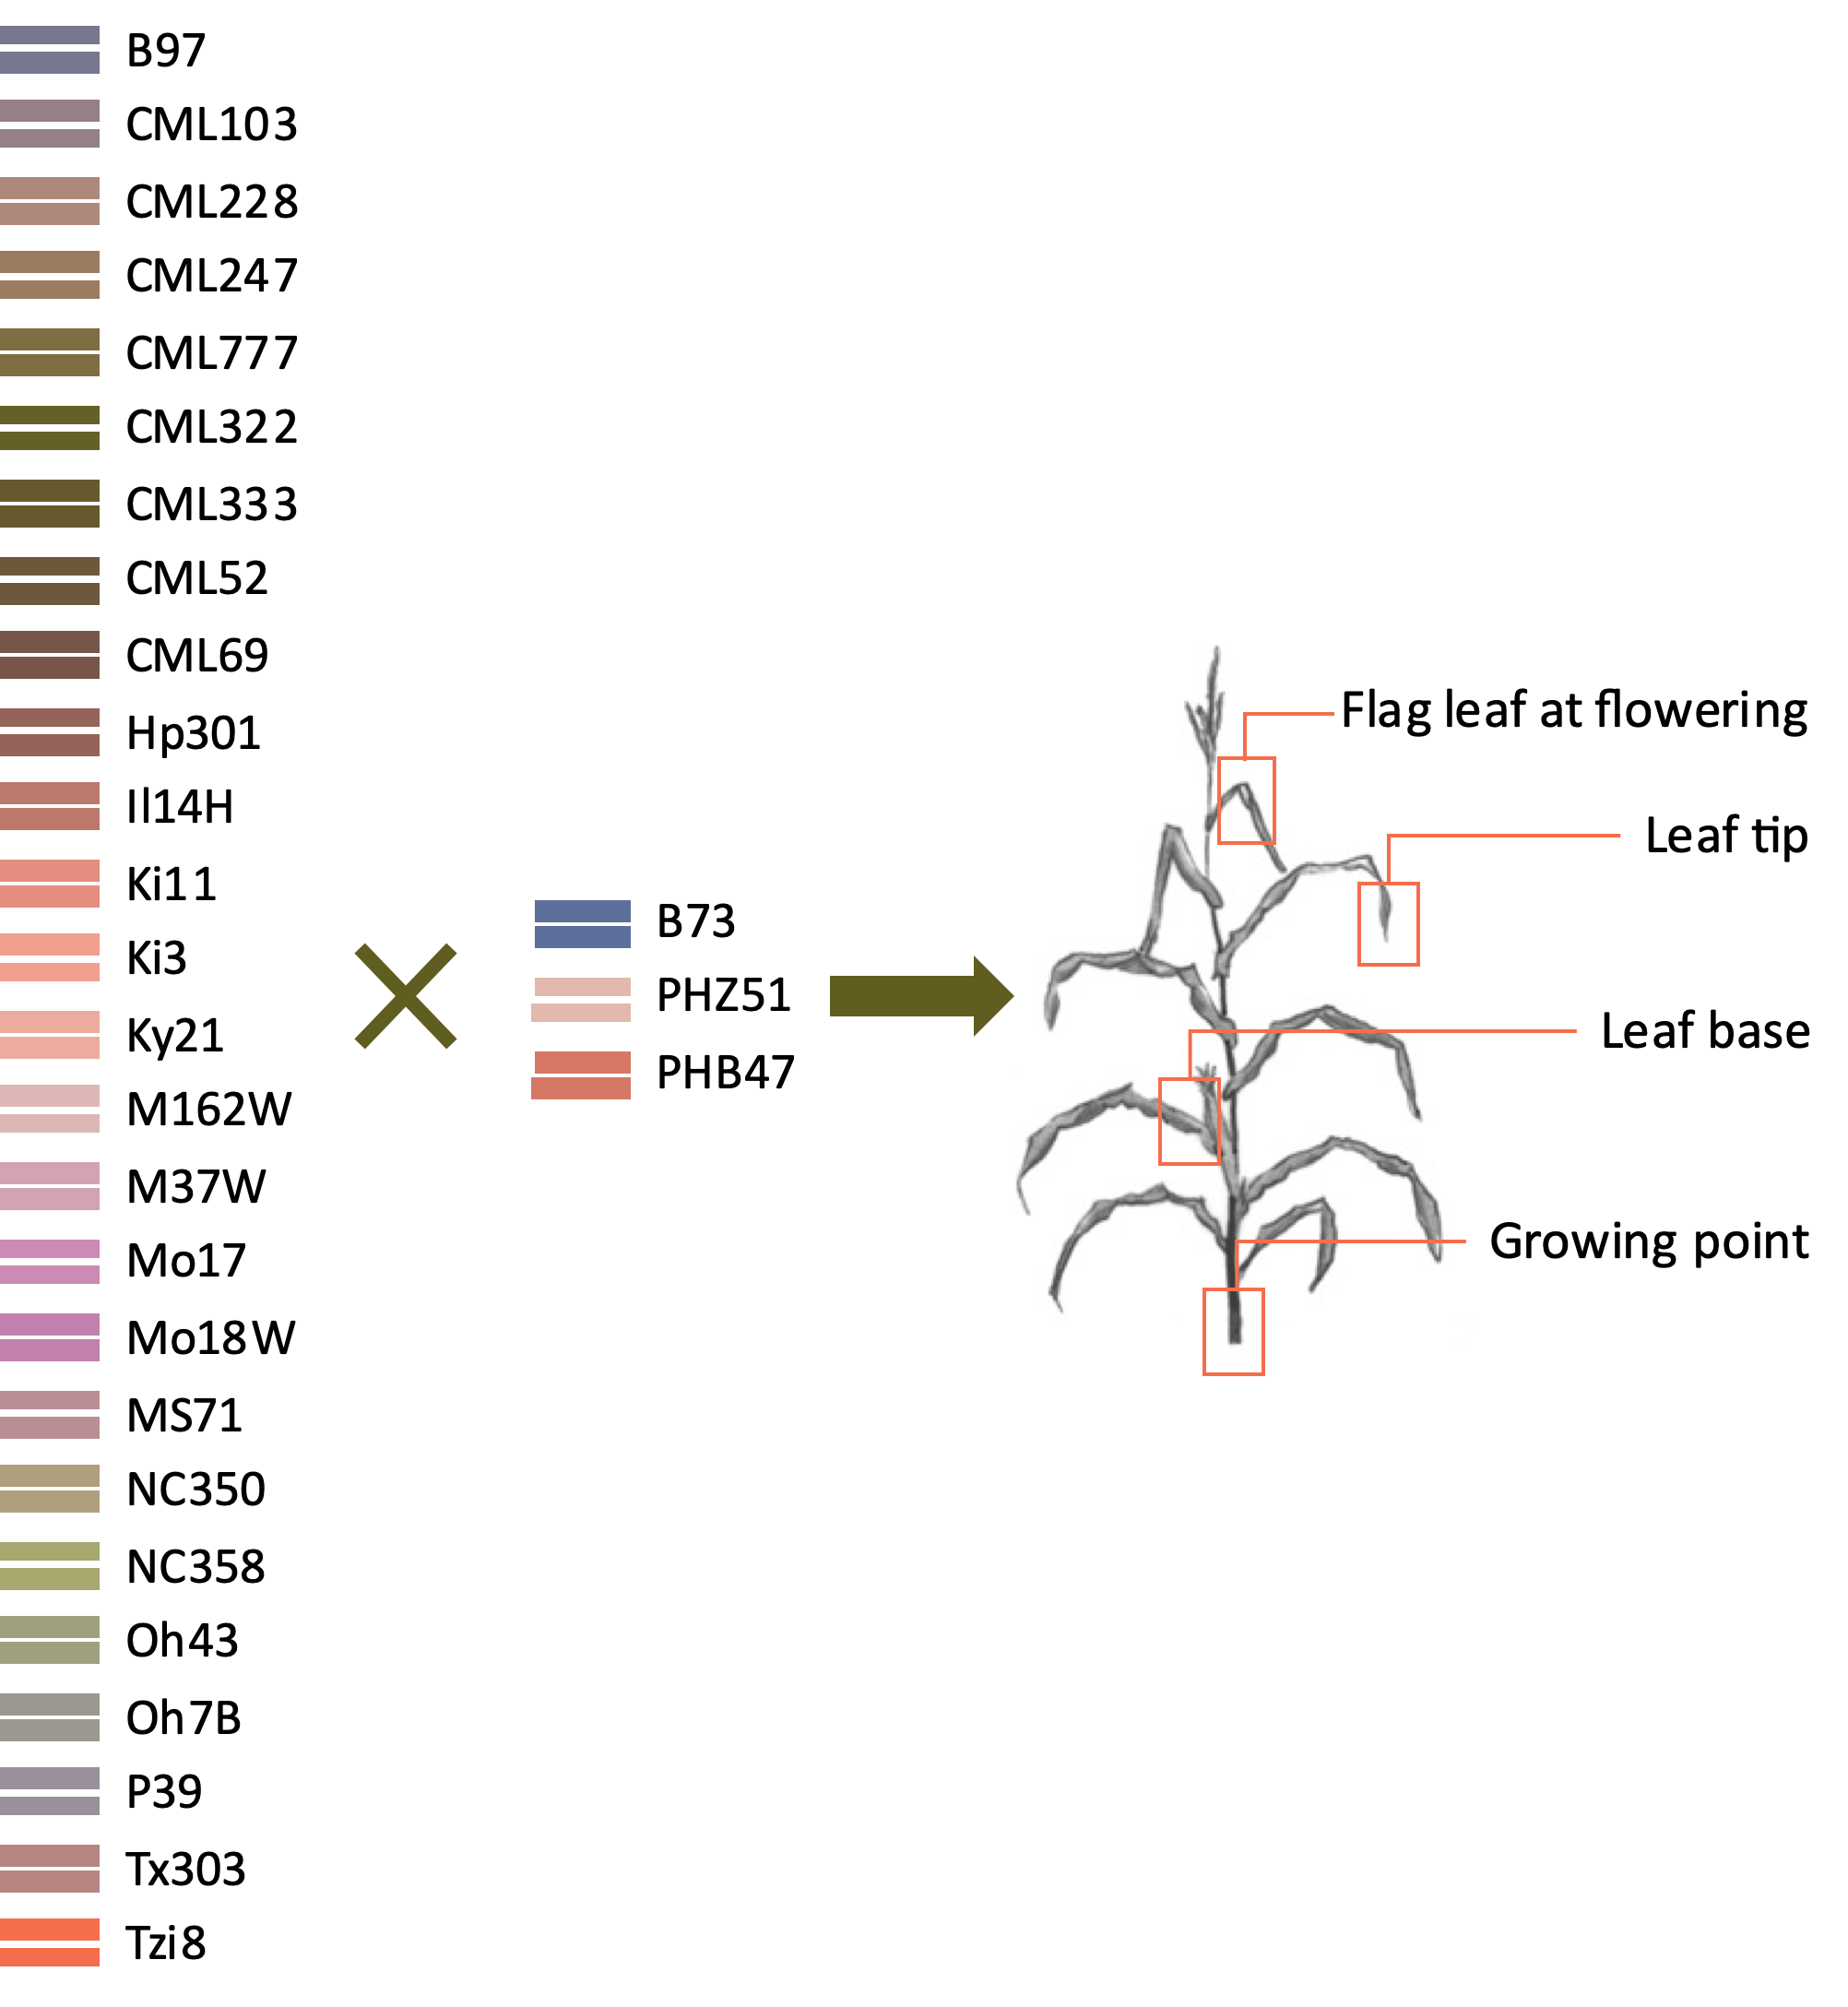 B97
CML103
CML228
CML247
CML777
CML322
CML333
CML52
CML69
Hp301
Il14H
Ki11
Ki3
Ky21
M162W
M37W
Mo17
Mo18W
MS71
NC350
NC358
Oh43
Oh7B
P39
Tx303
Tzi8
B73
PHZ51
PHB47
Flag leaf at flowering
Leaf tip
Leaf base
Growing point